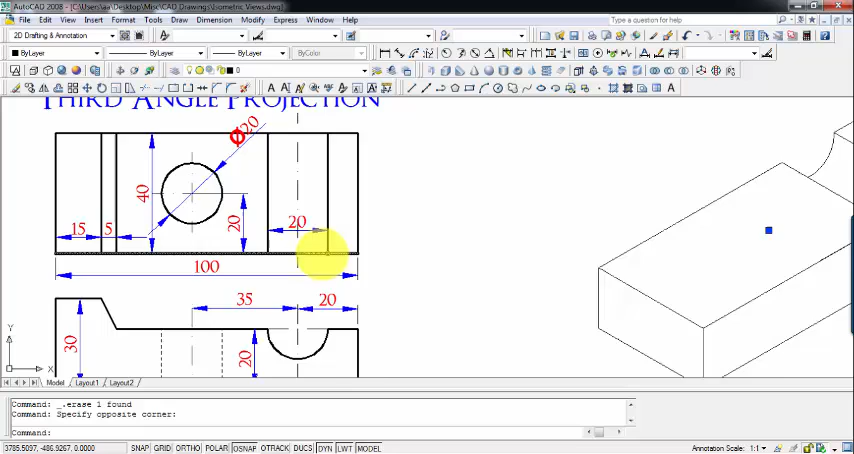 AutoCAD 2008 - [C:\Users\aa\Desktop\Misc\CAD Drawings\Isometric Views.dwg]
File Edit View Insert Format Tools Draw Dimension Modify Express Window Help
Type a question for help
2D Drafting & Annotation
ByLayer ByLayer ByLayer ByColor
0
THIRD ANGLE PROJECTION
Ø20
40
20
20
15 5
100
35 20
30
20
Y
X
Model Layout1 Layout2
Command: _.erase 1 found
Command: Specify opposite corner:
Command:
3785.5097, -486.9267, 0.0000 SNAP GRID ORTHO POLAR OSNAP OTRACK DUCS DYN LWT MODEL Annotation Scale: 1:1